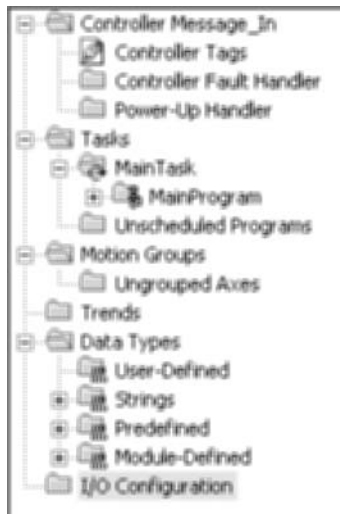 Controller Message_In
Controller Tags
Controller Fault Handler
Power-Up Handler
Tasks
MainTask
MainProgram
Unscheduled Programs
Motion Groups
Ungrouped Axes
Trends
Data Types
User-Defined
Strings
Predefined
Module-Defined
I/O Configuration